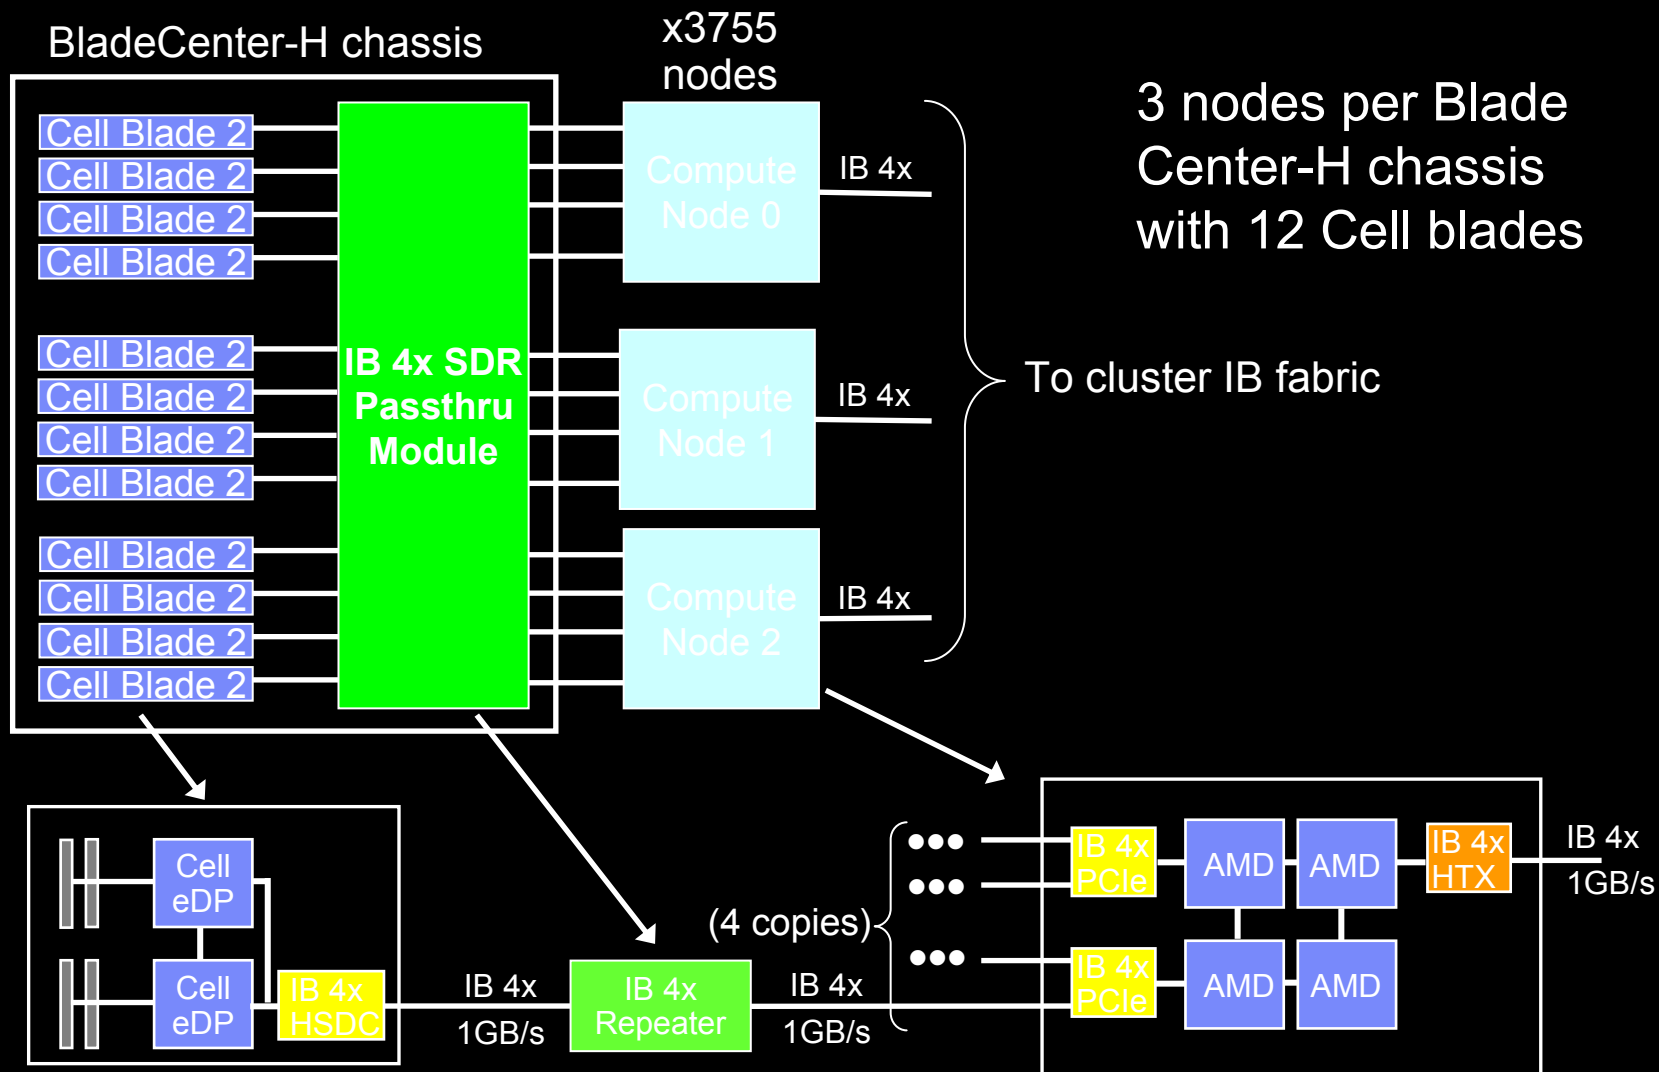 BladeCenter-H chassis
x3755
nodes
3 nodes per Blade
Center-H chassis
with 12 Cell blades
Cell Blade 2
Cell Blade 2
Cell Blade 2
Cell Blade 2
Cell Blade 2
Cell Blade 2
Cell Blade 2
Cell Blade 2
Cell Blade 2
Cell Blade 2
Cell Blade 2
Cell Blade 2
IB 4x SDR
Passthru
Module
Compute
Node 0
IB 4x
Compute
Node 1
IB 4x
Compute
Node 2
IB 4x
To cluster IB fabric
Cell
eDP
Cell
eDP
IB 4x
HSDC
IB 4x
1GB/s
IB 4x
Repeater
IB 4x
1GB/s
(4 copies)
IB 4x
PCIe
IB 4x
PCIe
AMD
AMD
AMD
AMD
IB 4x
HTX
IB 4x
1GB/s